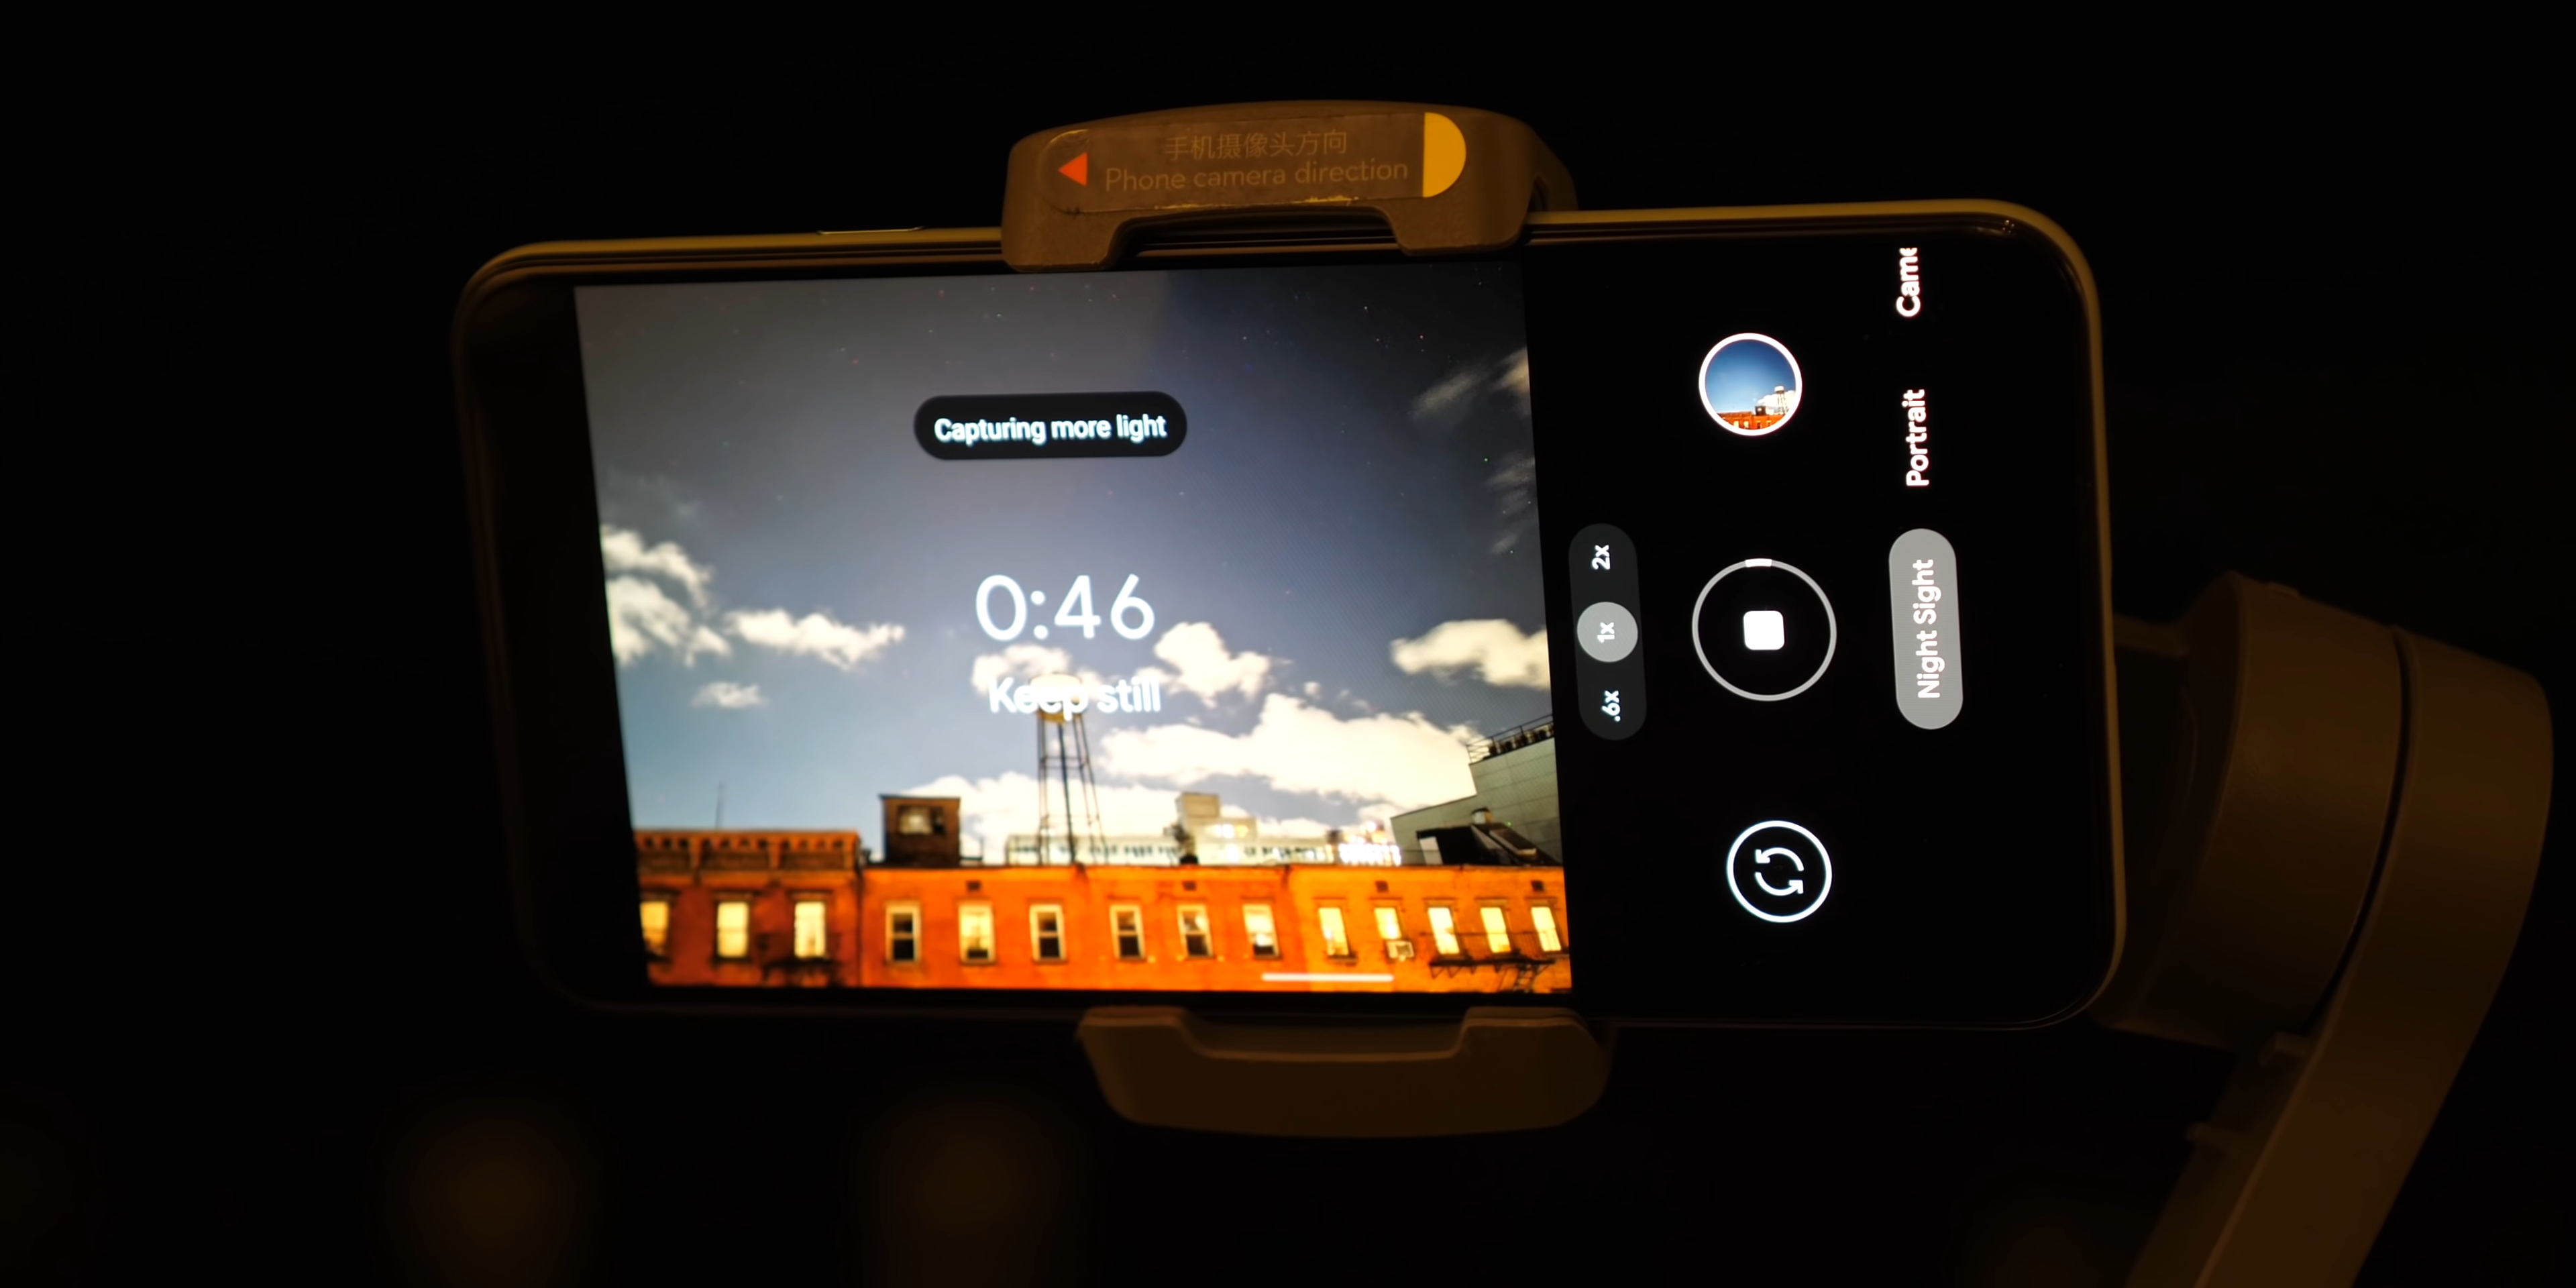 手机摄像头方向
Phone camera direction
Capturing more light
0:46
Keep still
2x
1x
.6x
Came
Portrait
Night Sight